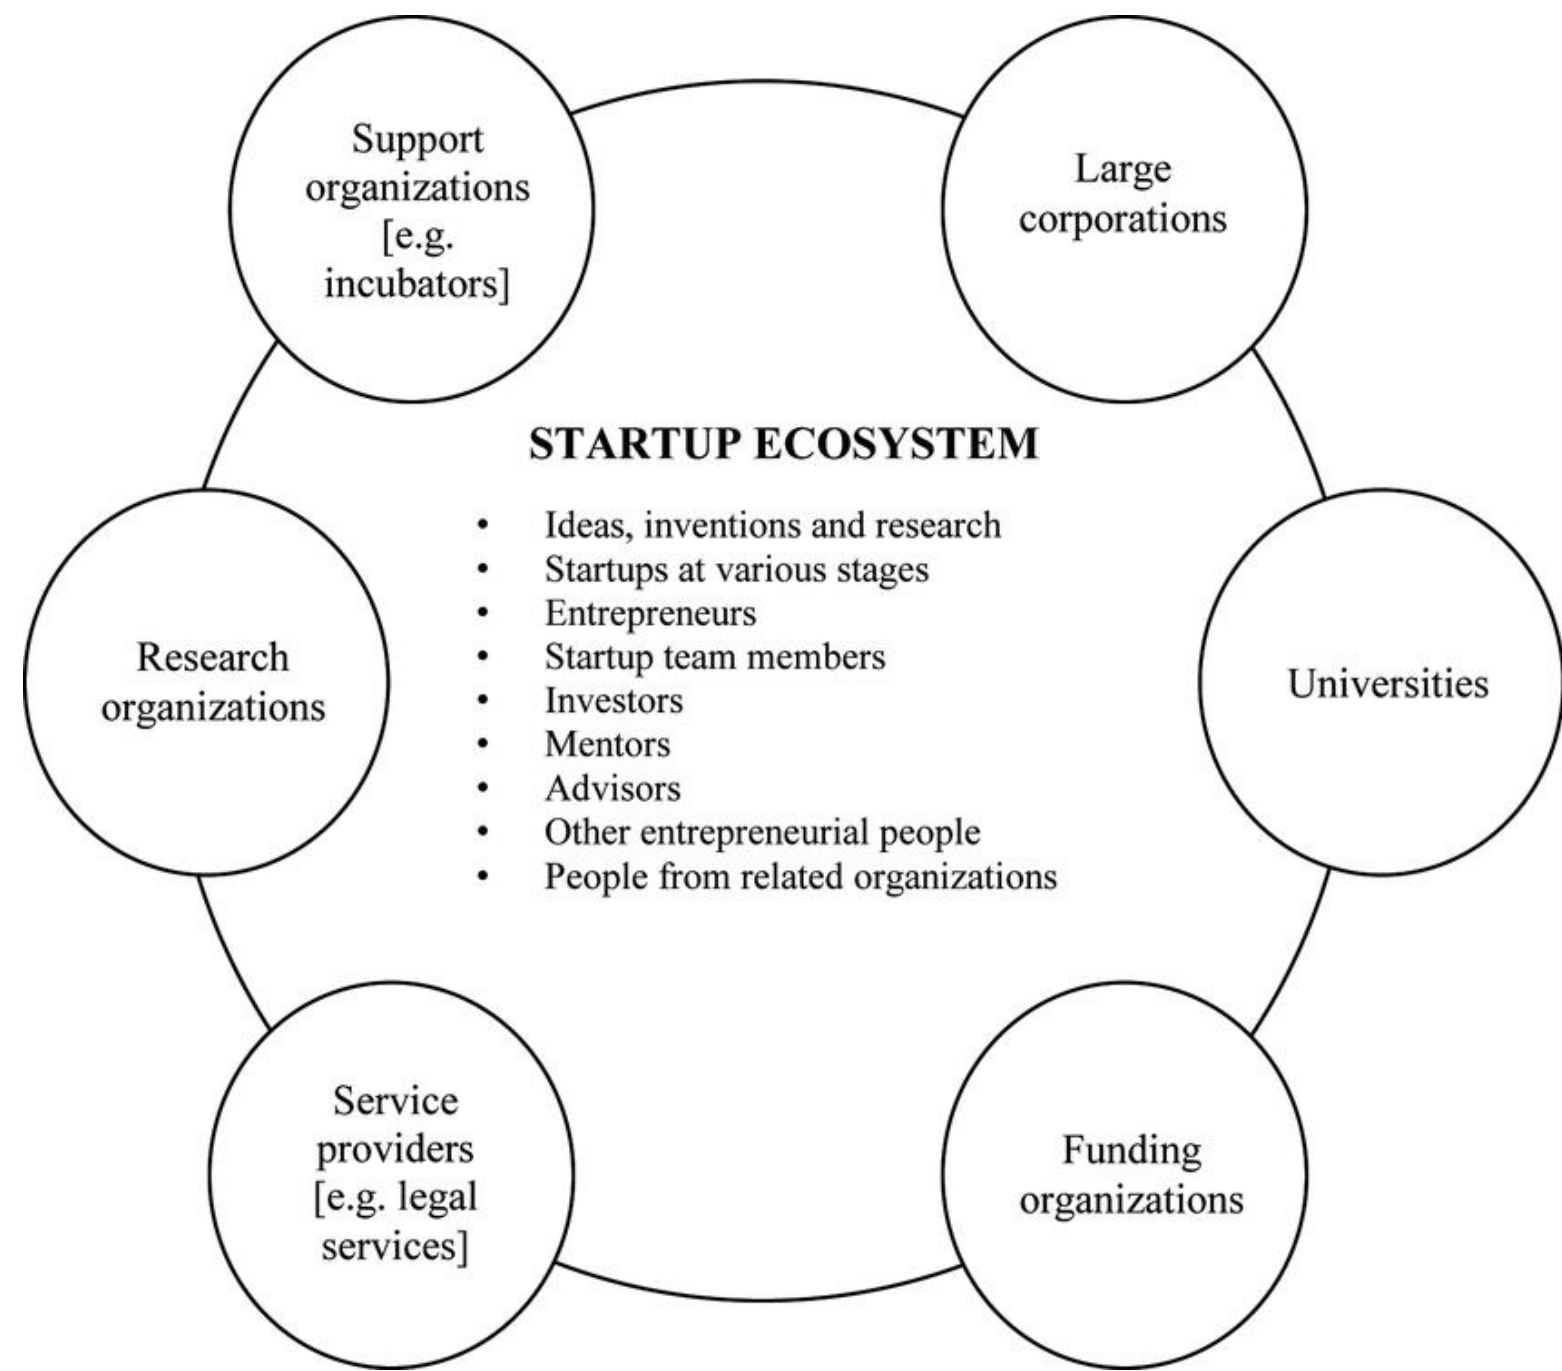 Support
organizations
[e.g.
incubators]
Large
corporations
STARTUP ECOSYSTEM
• Ideas, inventions and research
• Startups at various stages
• Entrepreneurs
• Startup team members
• Investors
• Mentors
• Advisors
• Other entrepreneurial people
• People from related organizations
Research
organizations
Universities
Service
providers
[e.g. legal
services]
Funding
organizations